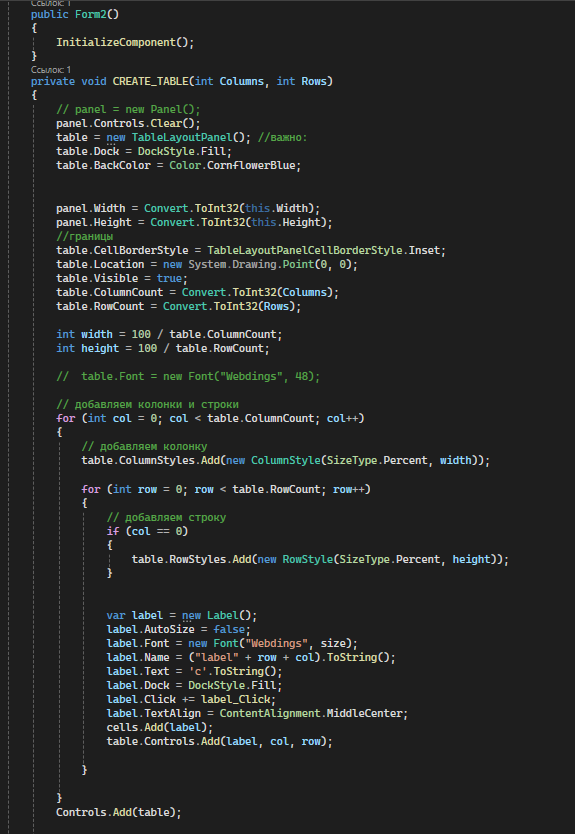 Ссылок: 1
public Form2()
{
InitializeComponent();
}
Ссылок: 1
private void CREATE_TABLE(int Columns, int Rows)
{
// panel = new Panel();
panel.Controls.Clear();
table = new TableLayoutPanel(); //важно:
table.Dock = DockStyle.Fill;
table.BackColor = Color.CornflowerBlue;
panel.Width = Convert.ToInt32(this.Width);
panel.Height = Convert.ToInt32(this.Height);
//границы
table.CellBorderStyle = TableLayoutPanelCellBorderStyle.Inset;
table.Location = new System.Drawing.Point(0, 0);
table.Visible = true;
table.ColumnCount = Convert.ToInt32(Columns);
table.RowCount = Convert.ToInt32(Rows);
int width = 100 / table.ColumnCount;
int height = 100 / table.RowCount;
//  table.Font = new Font("Webdings", 48);
// добавляем колонки и строки
for (int col = 0; col < table.ColumnCount; col++)
{
// добавляем колонку
table.ColumnStyles.Add(new ColumnStyle(SizeType.Percent, width));
for (int row = 0; row < table.RowCount; row++)
{
// добавляем строку
if (col == 0)
{
table.RowStyles.Add(new RowStyle(SizeType.Percent, height));
}
var label = new Label();
label.AutoSize = false;
label.Font = new Font("Webdings", size);
label.Name = ("label" + row + col).ToString();
label.Text = 'c'.ToString();
label.Dock = DockStyle.Fill;
label.Click += label_Click;
label.TextAlign = ContentAlignment.MiddleCenter;
cells.Add(label);
table.Controls.Add(label, col, row);
}
}
Controls.Add(table);